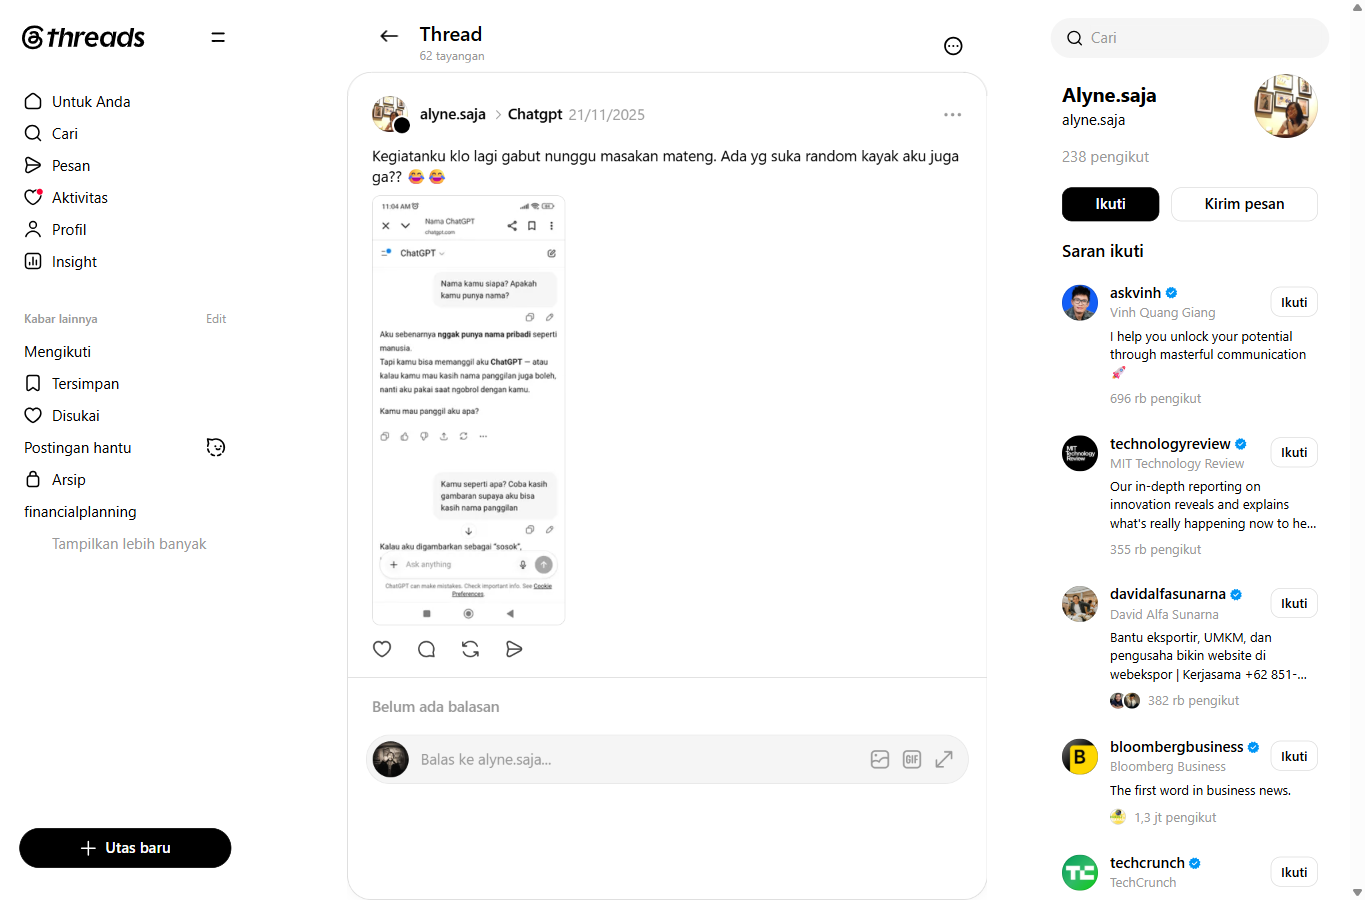 threads
Untuk Anda
Cari
Pesan
Aktivitas
Profil
Insight
Kabar lainnya
Edit
Mengikuti
Tersimpan
Disukai
Postingan hantu
Arsip
financialplanning
Tampilkan lebih banyak
Utas baru
Thread
62 tayangan
alyne.saja
Chatgpt
21/11/2025
Kegiatanku klo lagi gabut nunggu masakan mateng. Ada yg suka random kayak aku juga
ga?? 😂 😂
11:04 AM
Nama ChatGPT
chatgpt.com
ChatGPT
Nama kamu siapa? Apakah
kamu punya nama?
Aku sebenarnya nggak punya nama pribadi seperti
manusia.
Tapi kamu bisa memanggil aku ChatGPT — atau
kalau kamu mau kasih nama panggilan juga boleh,
nanti aku pakai saat ngobrol dengan kamu.
Kamu mau panggil aku apa?
Kamu seperti apa? Coba kasih
gambaran supaya aku bisa
kasih nama panggilan
Kalau aku digambarkan sebagai "sosok",
Ask anything
ChatGPT can make mistakes. Check important info. See Cookie
Preferences.
Belum ada balasan
Balas ke alyne.saja...
GIF
Cari
Alyne.saja
alyne.saja
238 pengikut
Ikuti
Kirim pesan
Saran ikuti
askvinh
Vinh Quang Giang
Ikuti
I help you unlock your potential
through masterful communication
🚀
696 rb pengikut
MIT
Technology
Review
technologyreview
MIT Technology Review
Ikuti
Our in-depth reporting on
innovation reveals and explains
what's really happening now to he...
355 rb pengikut
davidalfasunarna
David Alfa Sunarna
Ikuti
Bantu eksportir, UMKM, dan
pengusaha bikin website di
webekspor | Kerjasama +62 851-...
382 rb pengikut
B
bloombergbusiness
Bloomberg Business
Ikuti
The first word in business news.
1,3 jt pengikut
TC
techcrunch
TechCrunch
Ikuti